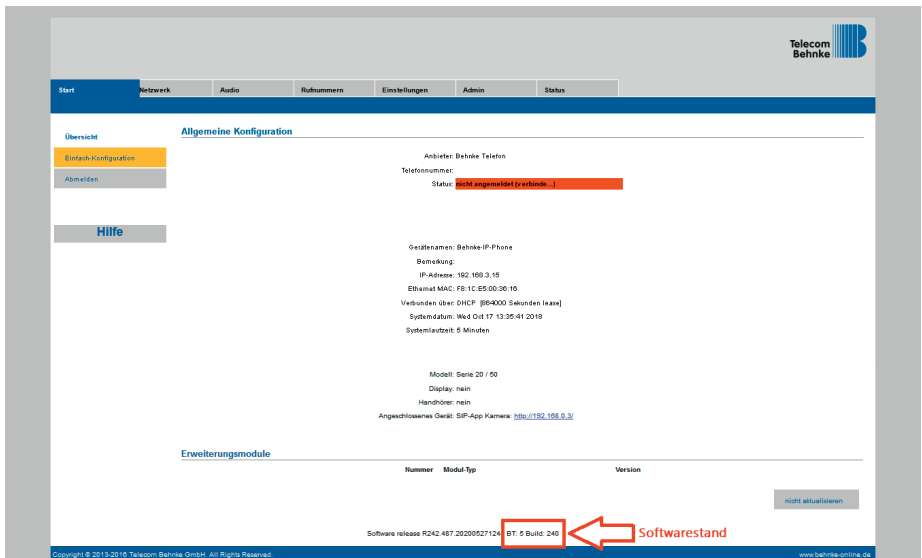 Telecom
Behnke
Start Netzwerk Audio Rufnummern Einstellungen Admin Status
Übersicht
Einfach-Konfiguration
Abmelden
Hilfe
Allgemeine Konfiguration
Anbieter: Behnke Telefon
Telefonnummer:
Status: nicht angemeldet (verbinde...)
Gerätenamen: Behnke-IP-Phone
Bemerkung:
IP-Adresse: 192.168.3.15
Ethernet MAC: F8:1C:E5:00:36:16
Verbunden über: DHCP [864000 Sekunden lease]
Systemdatum: Wed Oct 17 13:35:41 2018
Systemlaufzeit: 5 Minuten
Modell: Serie 20 / 50
Display: nein
Handhörer: nein
Angeschlossenes Gerät: SIP-App Kamera: http://192.168.0.3/
Erweiterungsmodule
Nummer Modul-Typ Version
nicht aktualisieren
Software release R242.487.20200527124 BT: 5 Build: 240
Softwarestand
Copyright © 2013-2016 Telecom Behnke GmbH. All Rights Reserved.
www.behnke-online.de